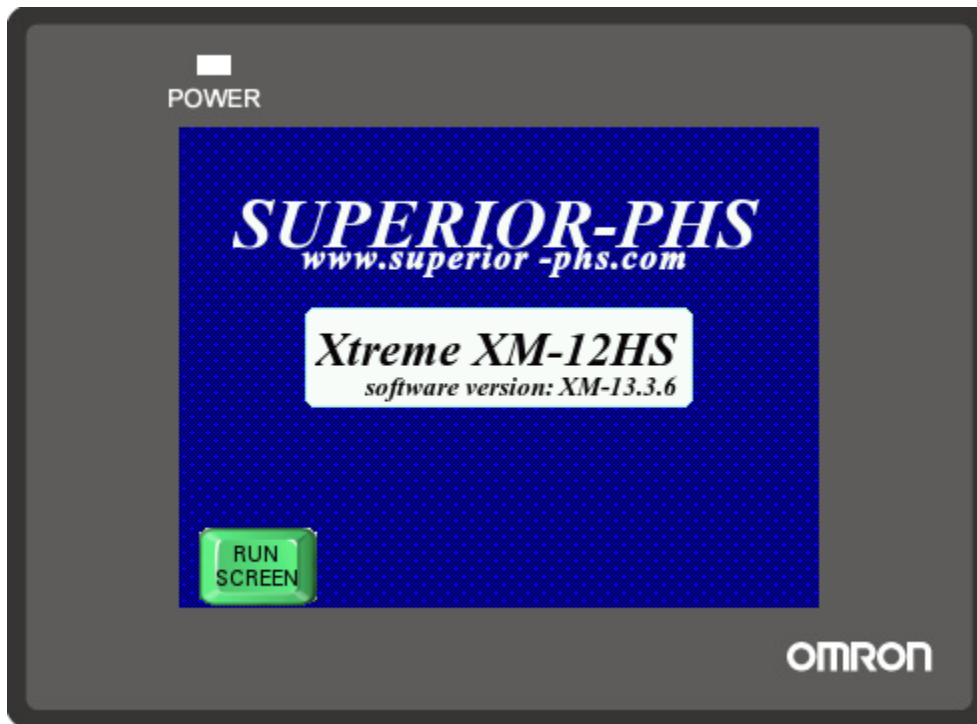 POWER
SUPERIOR-PHS
www.superior -phs.com
Xtreme XM-12HS
software version: XM-13.3.6
RUN
SCREEN
OMRON